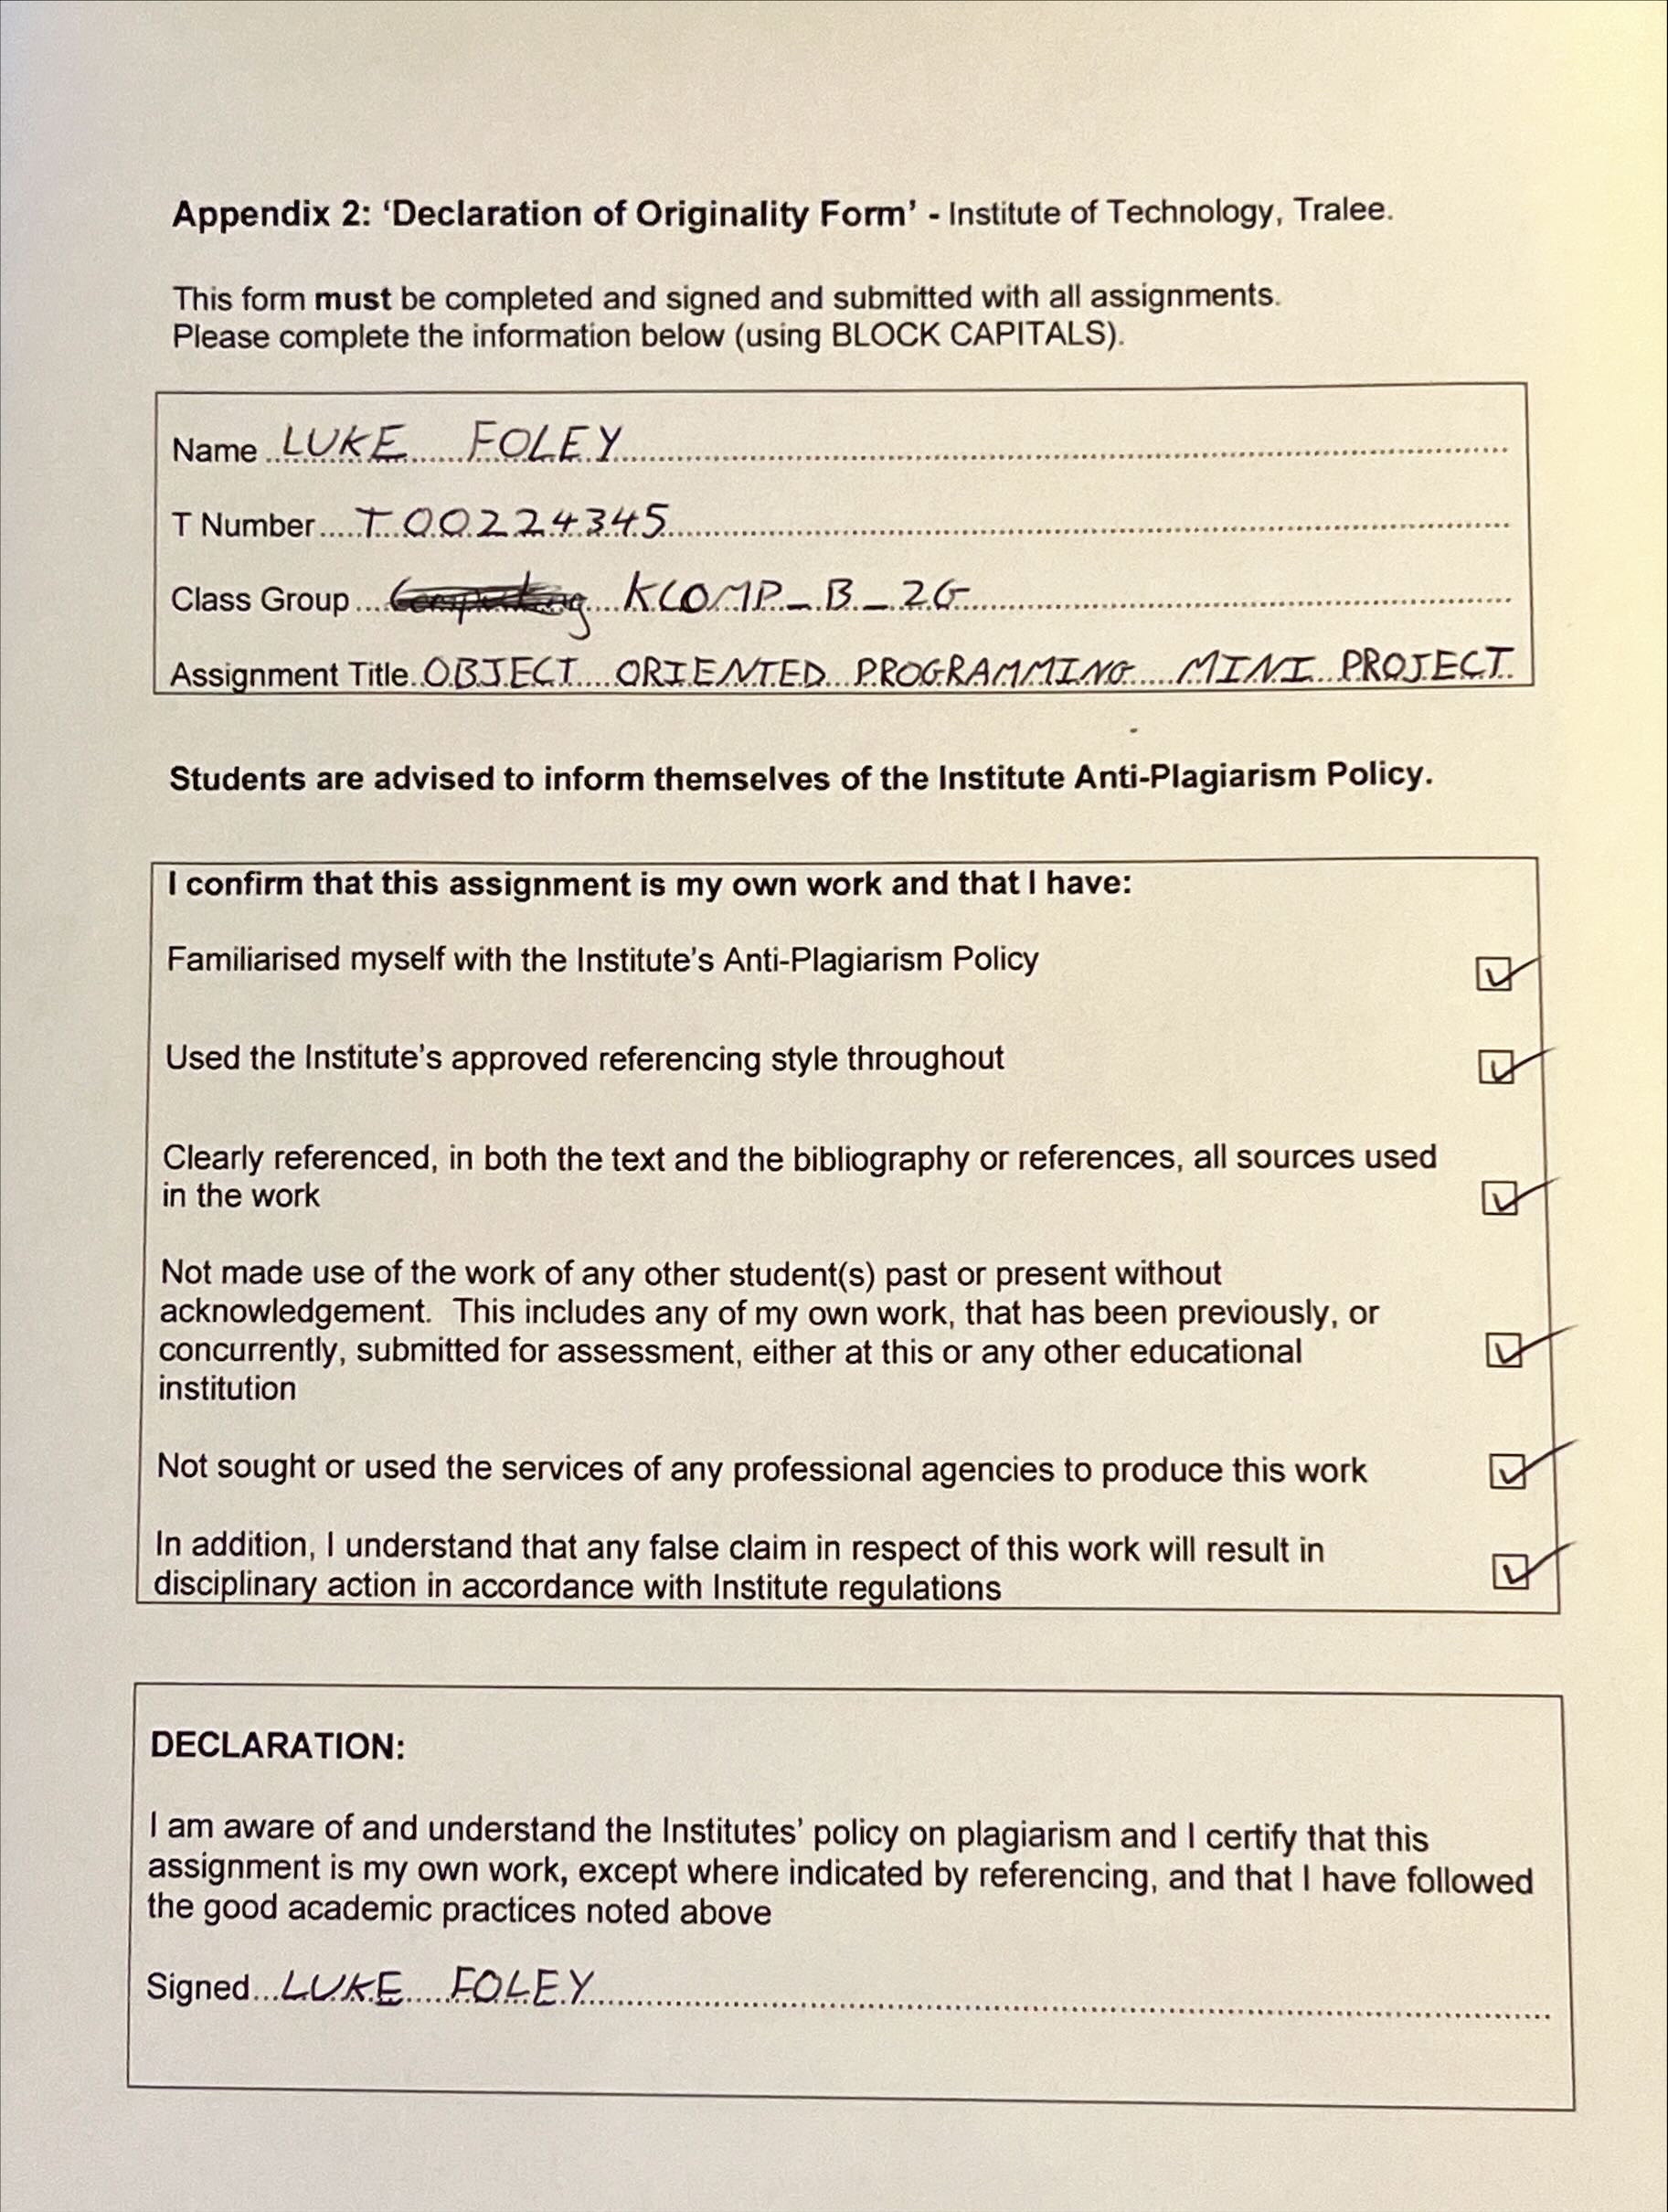 Appendix 2: ‘Declaration of Originality Form’ - Institute of Technology, Tralee.
This form must be completed and signed and submitted with all assignments.
Please complete the information below (using BLOCK CAPITALS).
Name LUKE FOLEY
T Number T00224345
Class Group KCOMP_B_2G
Assignment Title OBJECT ORIENTED PROGRAMMING MINI PROJECT
Students are advised to inform themselves of the Institute Anti-Plagiarism Policy.
I confirm that this assignment is my own work and that I have:
Familiarised myself with the Institute’s Anti-Plagiarism Policy
Used the Institute’s approved referencing style throughout
Clearly referenced, in both the text and the bibliography or references, all sources used
in the work
Not made use of the work of any other student(s) past or present without
acknowledgement. This includes any of my own work, that has been previously, or
concurrently, submitted for assessment, either at this or any other educational
institution
Not sought or used the services of any professional agencies to produce this work
In addition, I understand that any false claim in respect of this work will result in
disciplinary action in accordance with Institute regulations
DECLARATION:
I am aware of and understand the Institutes’ policy on plagiarism and I certify that this
assignment is my own work, except where indicated by referencing, and that I have followed
the good academic practices noted above
Signed LUKE FOLEY